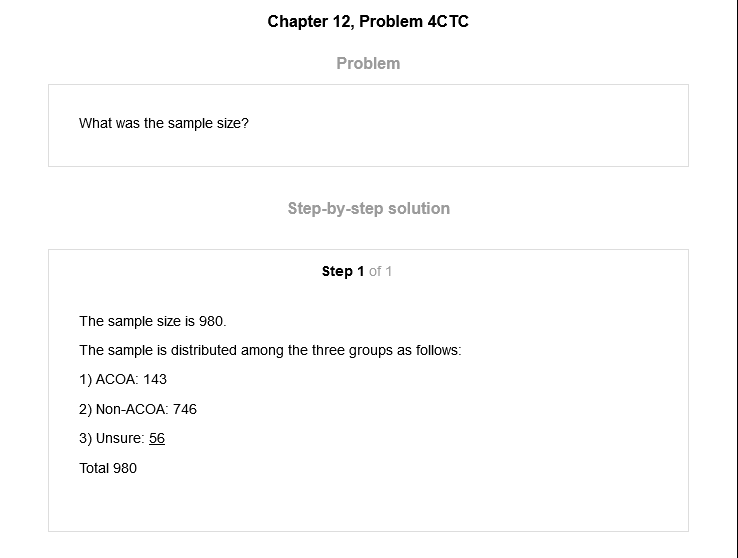 Chapter 12, Problem 4CTC
Problem
What was the sample size?
Step-by-step solution
Step 1 of 1
The sample size is 980.
The sample is distributed among the three groups as follows:
1) ACOA: 143
2) Non-ACOA: 746
3) Unsure: 56
Total 980